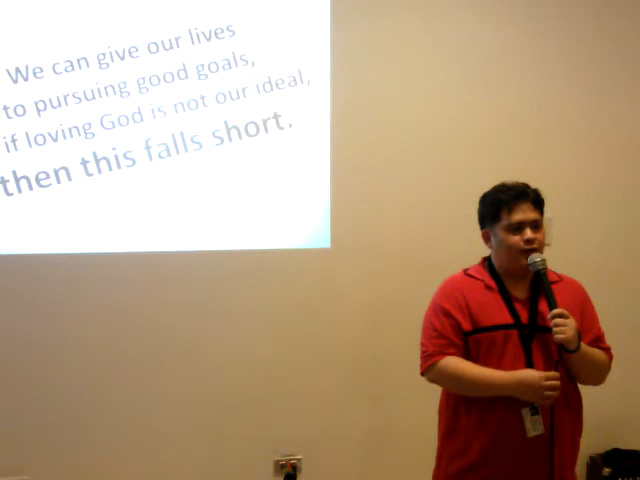 We can give our lives
to pursuing good goals,
if loving God is not our ideal,
then this falls short.